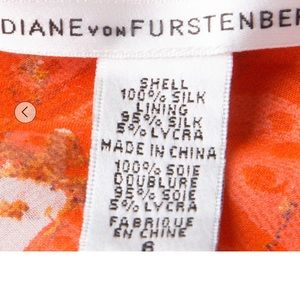 DIANE VON FURSTENBER
SHELL
100% SILK
LINING
95% SILK
5% LYCRA
MADE IN CHINA
100% SOIE
DOUBLURE
95% SOIE
5% LYCRA
FABRIQUE
EN CHINE
6